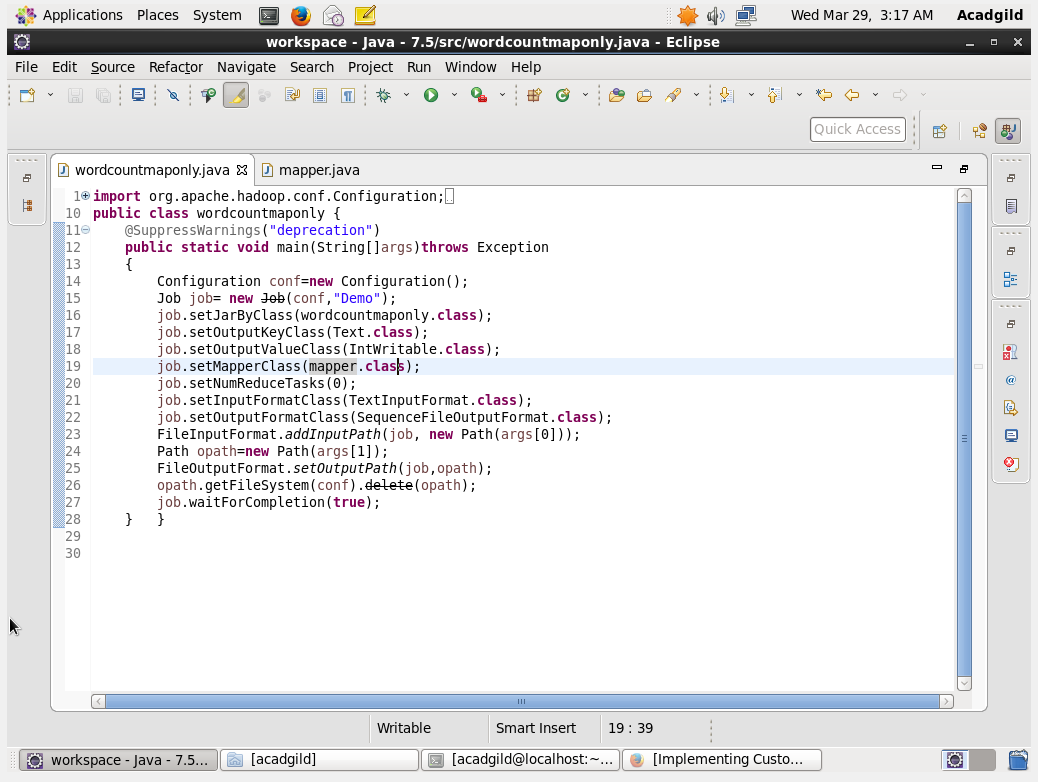 Applications Places System Wed Mar 29, 3:17 AM Acadgild
workspace - Java - 7.5/src/wordcountmaponly.java - Eclipse
File Edit Source Refactor Navigate Search Project Run Window Help
Quick Access
wordcountmaponly.java mapper.java
1 import org.apache.hadoop.conf.Configuration;
10 public class wordcountmaponly {
11 @SuppressWarnings("deprecation")
12 public static void main(String[]args)throws Exception
13 {
14 Configuration conf=new Configuration();
15 Job job= new Job(conf,"Demo");
16 job.setJarByClass(wordcountmaponly.class);
17 job.setOutputKeyClass(Text.class);
18 job.setOutputValueClass(IntWritable.class);
19 job.setMapperClass(mapper.class);
20 job.setNumReduceTasks(0);
21 job.setInputFormatClass(TextInputFormat.class);
22 job.setOutputFormatClass(SequenceFileOutputFormat.class);
23 FileInputFormat.addInputPath(job, new Path(args[0]));
24 Path opath=new Path(args[1]);
25 FileOutputFormat.setOutputPath(job,opath);
26 opath.getFileSystem(conf).delete(opath);
27 job.waitForCompletion(true);
28 } }
29
30
Writable Smart Insert 19 : 39
workspace - Java - 7.5... [acadgild] [acadgild@localhost:~... [Implementing Custo...